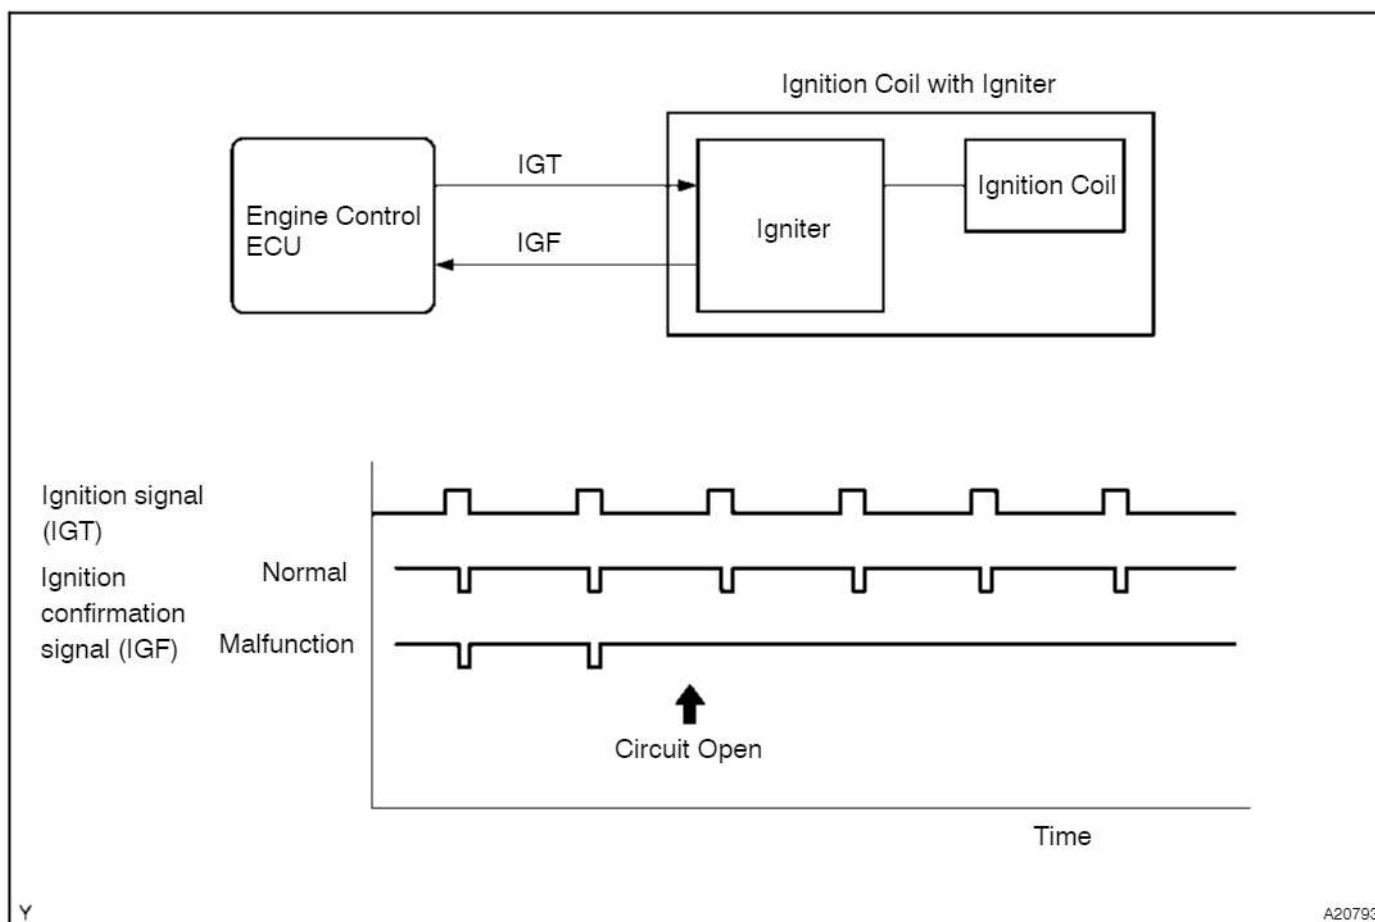 Ignition Coil with Igniter
IGT
Engine Control
ECU
IGF
Igniter
Ignition Coil
Ignition signal
(IGT)
Ignition
confirmation
signal (IGF)
Normal
Malfunction
Circuit Open
Time
Y
A20793